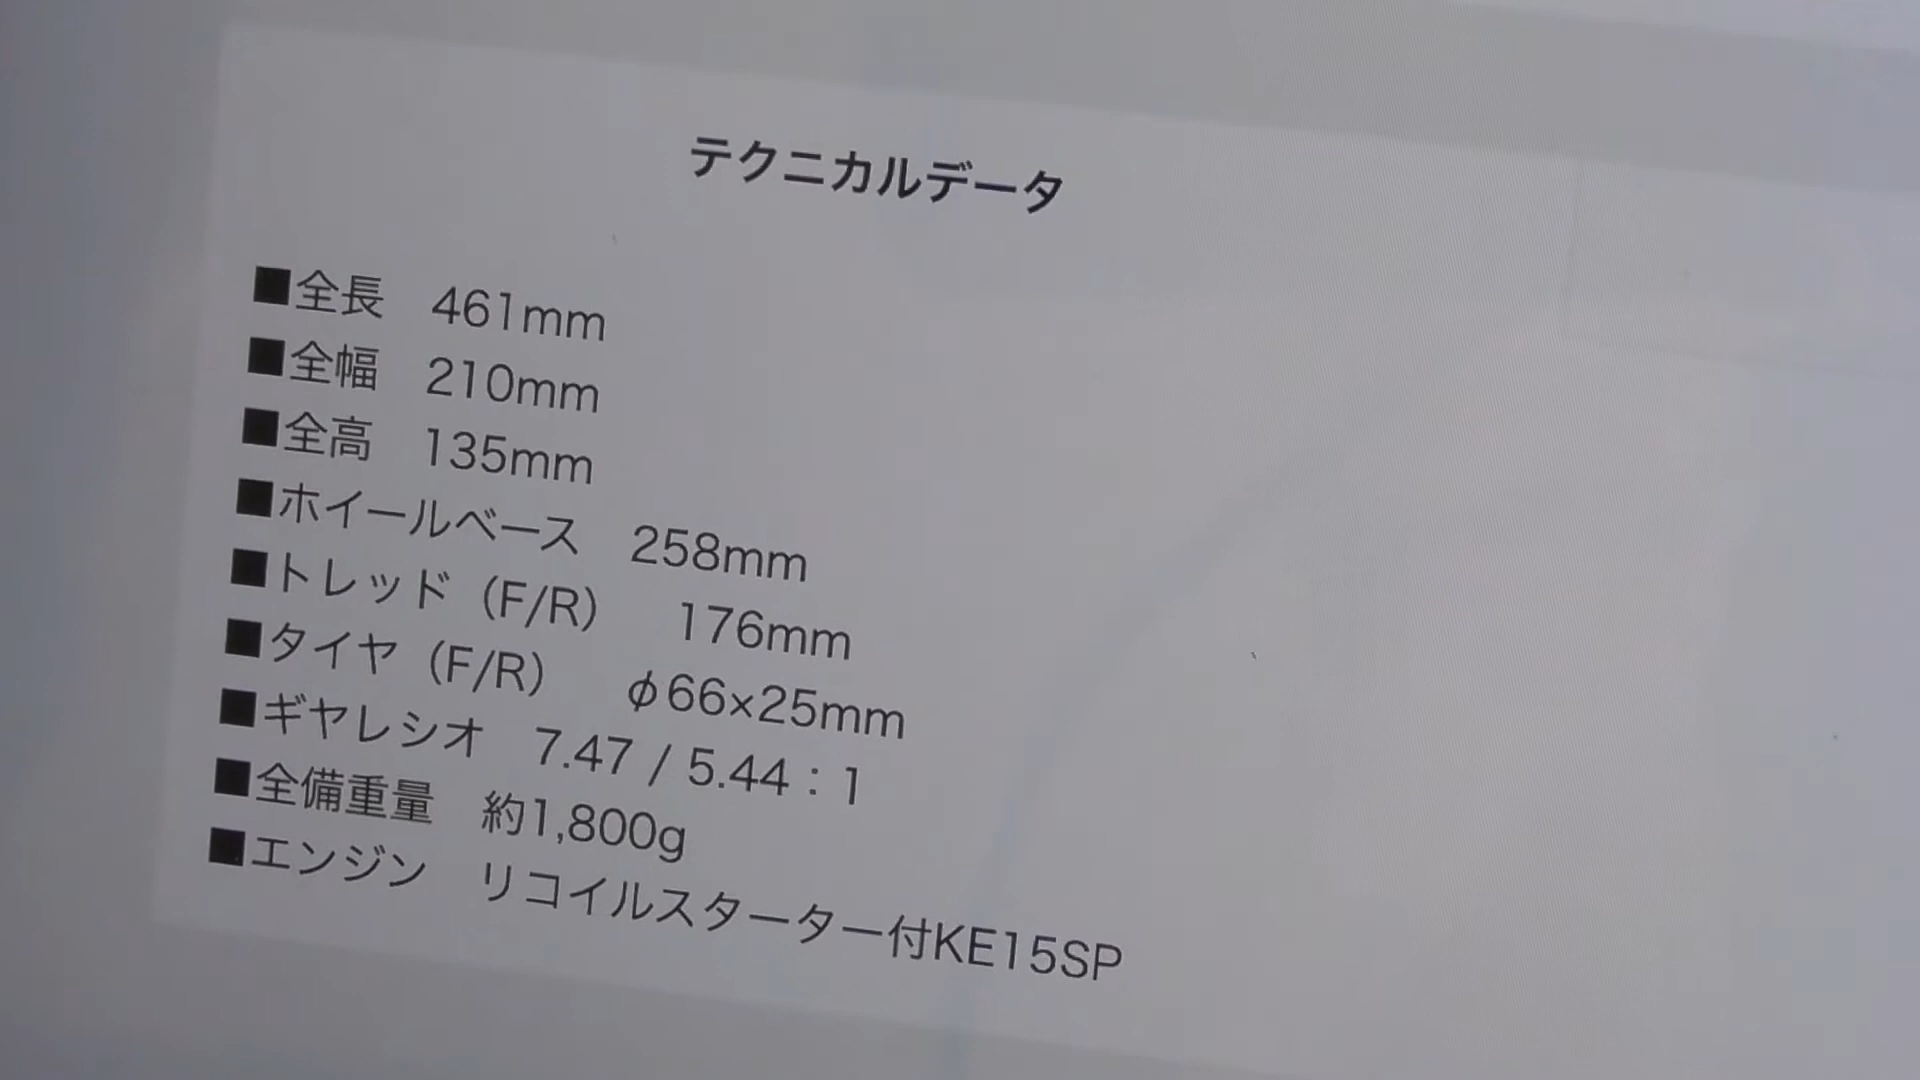 テクニカルデータ
■全長　461mm
■全幅　210mm
■全高　135mm
■ホイールベース　258mm
■トレッド（F/R）　176mm
■タイヤ（F/R）　φ66×25mm
■ギヤレシオ　7.47 / 5.44：1
■全備重量　約1,800g
■エンジン　リコイルスターター付KE15SP